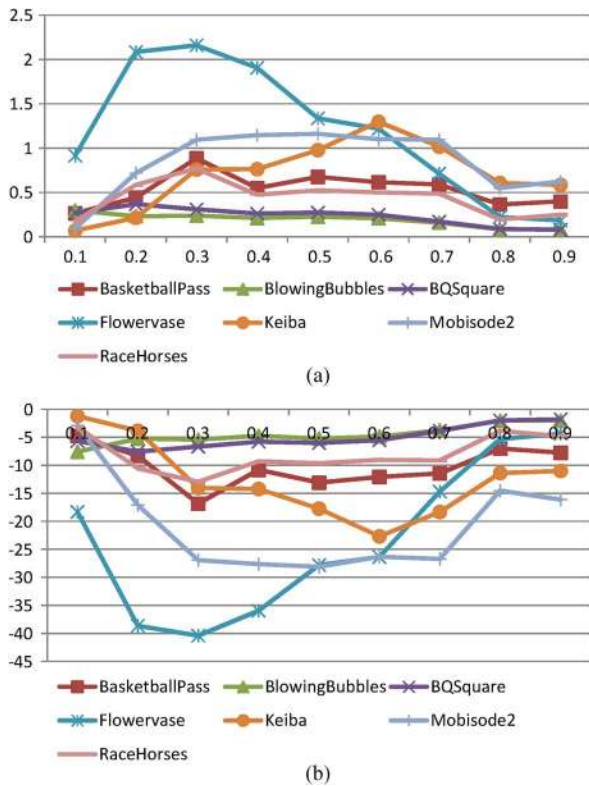 2.5
2
1.5
1
0.5
0
0.1 0.2 0.3 0.4 0.5 0.6 0.7 0.8 0.9
BasketballPass BlowingBubbles BQSquare
Flowervase Keiba Mobisode2
RaceHorses
(a)
0
-5
-10
-15
-20
-25
-30
-35
-40
-45
0.1 0.2 0.3 0.4 0.5 0.6 0.7 0.8 0.9
BasketballPass BlowingBubbles BQSquare
Flowervase Keiba Mobisode2
RaceHorses
(b)